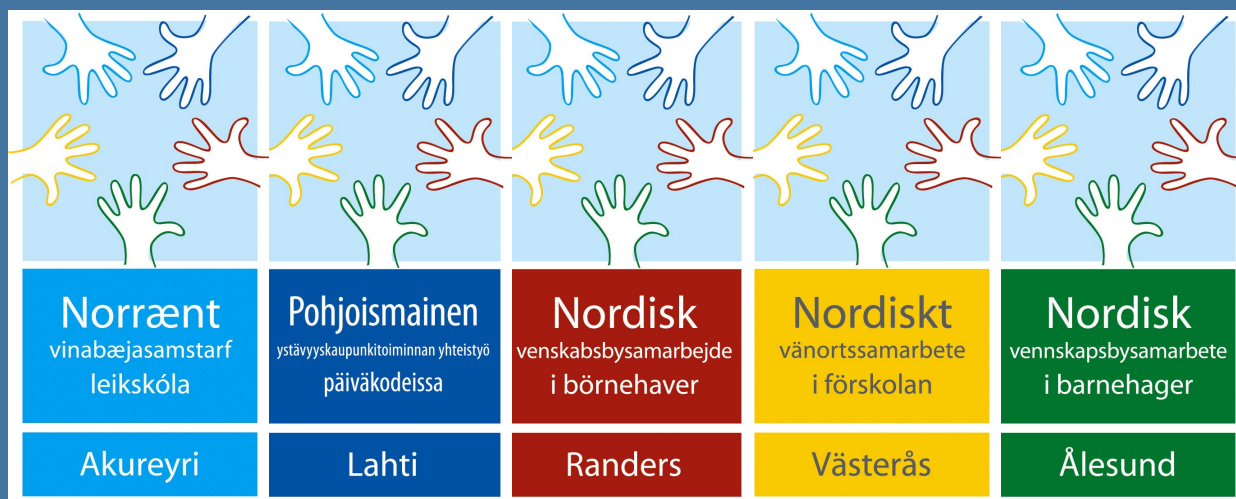 Norrænt
vinabæjasamstarf
leikskóla
Akureyri
Pohjoismainen
ystävyyskaupunkitoiminnan yhteistyö
päiväkodeissa
Lahti
Nordisk
venskabsbysamarbejde
i börnehaver
Randers
Nordiskt
vänortssamarbete
i förskolan
Västerås
Nordisk
vennskapsbysamarbete
i barnehager
Ålesund